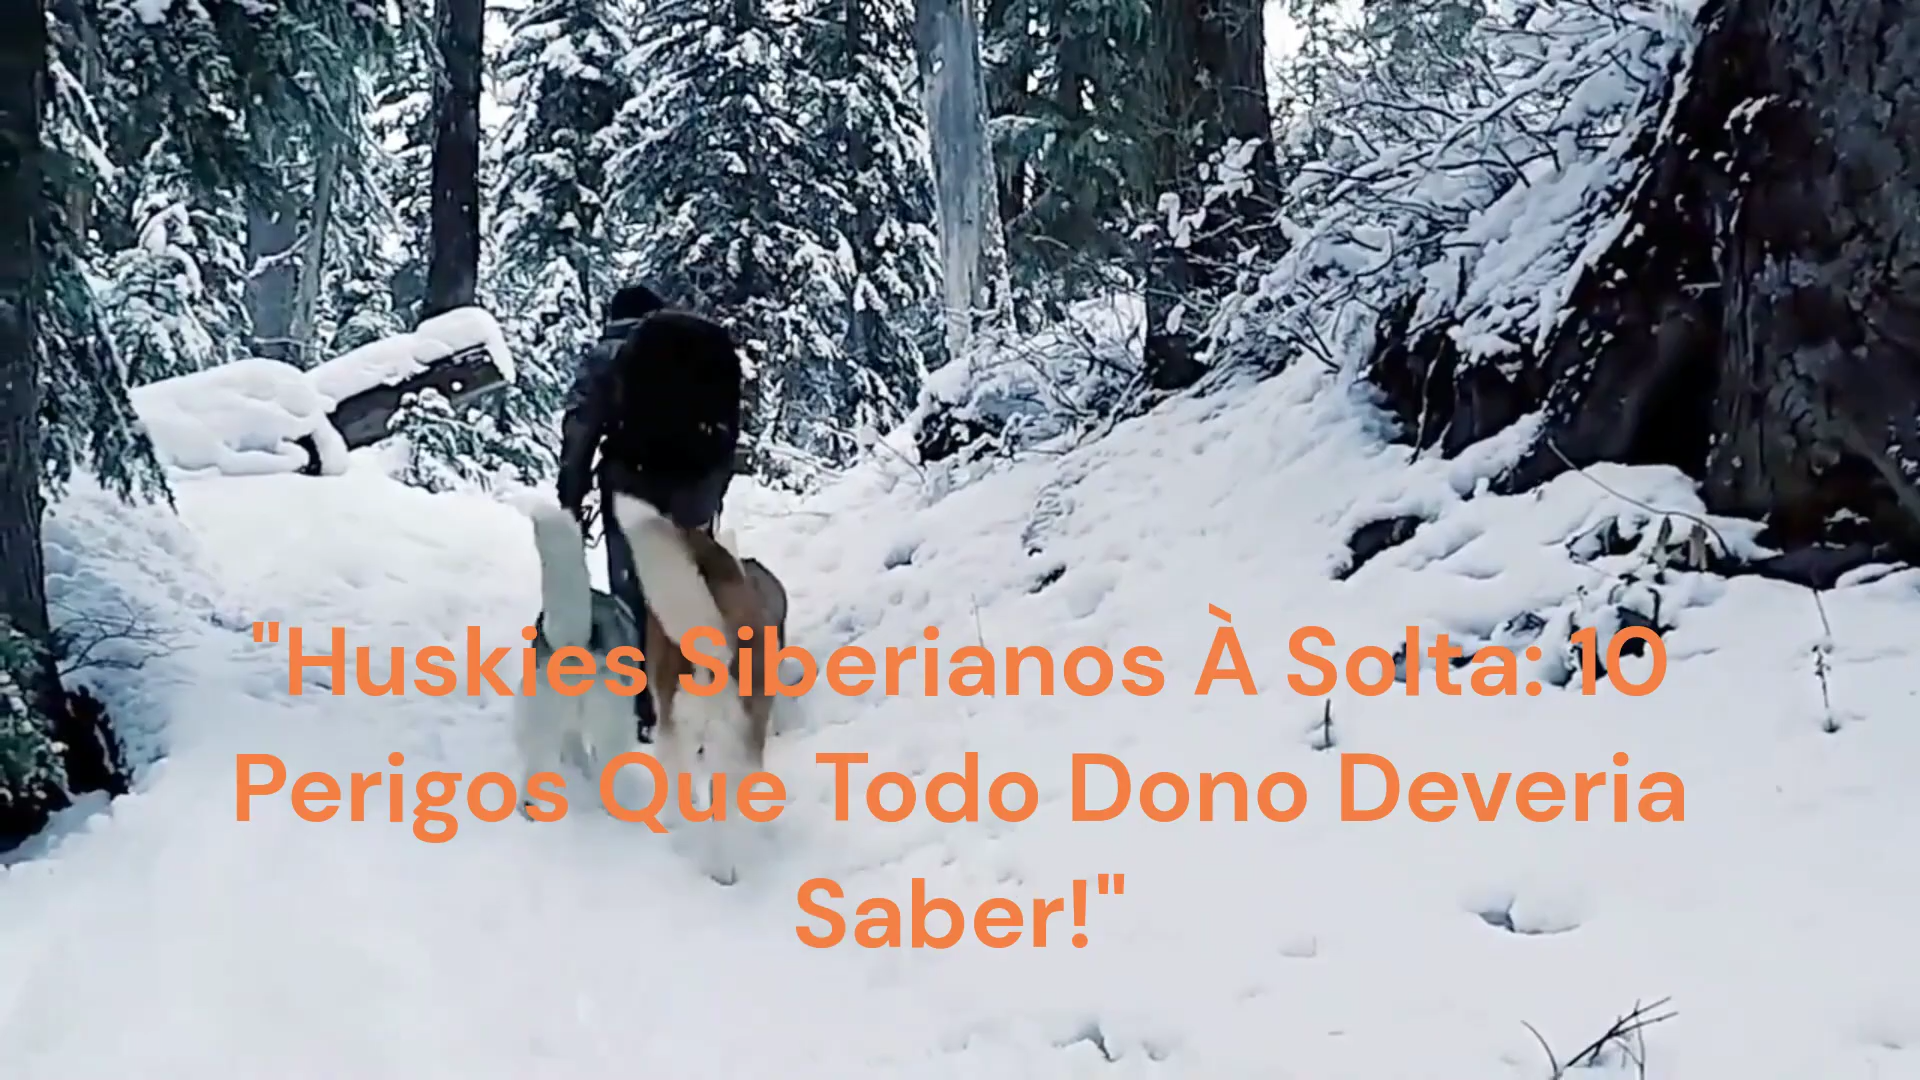 "Huskies Siberianos À Solta: 10
Perigos Que Todo Dono Deveria
Saber!"